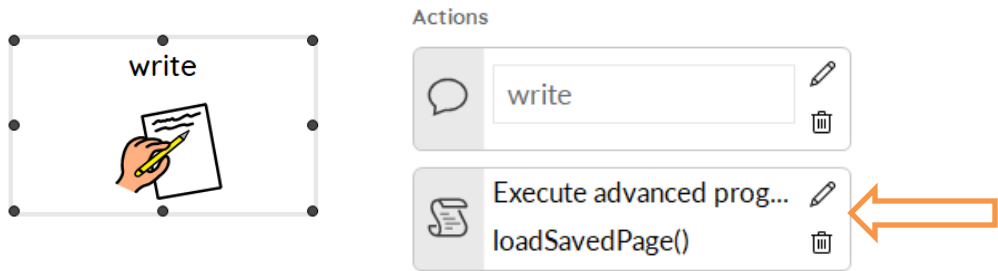 write
Actions
write
Execute advanced prog...
loadSavedPage()